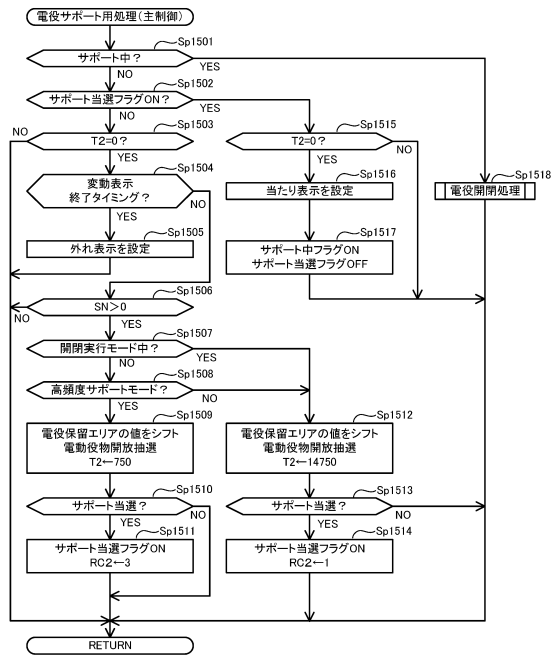 電役サポート用処理(主制御)
Sp1501
サポート中？
NO
YES
Sp1502
サポート当選フラグON？
YES
NO
Sp1503
NO
T2=0？
YES
Sp1504
変動表示
終了タイミング？
NO
YES
Sp1505
外れ表示を設定
Sp1515
T2=0？
NO
YES
Sp1516
当たり表示を設定
Sp1517
サポート中フラグON
サポート当選フラグOFF
Sp1518
電役開閉処理
Sp1506
SN＞0
NO
YES
Sp1507
開閉実行モード中？
YES
NO
Sp1508
高頻度サポートモード？
NO
YES
Sp1509
電役保留エリアの値をシフト
電動役物開放抽選
T2←750
Sp1510
サポート当選？
NO
YES
Sp1511
サポート当選フラグON
RC2←3
Sp1512
電役保留エリアの値をシフト
電動役物開放抽選
T2←14750
Sp1513
サポート当選？
NO
YES
Sp1514
サポート当選フラグON
RC2←1
RETURN